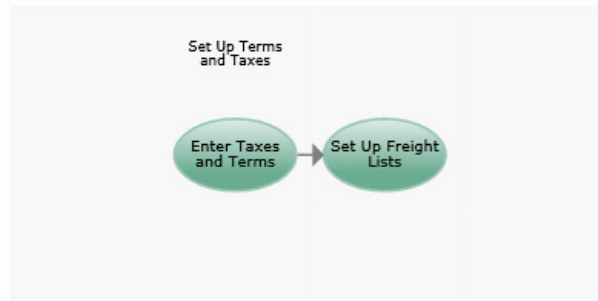 Set Up Terms
and Taxes
Enter Taxes
and Terms
Set Up Freight
Lists